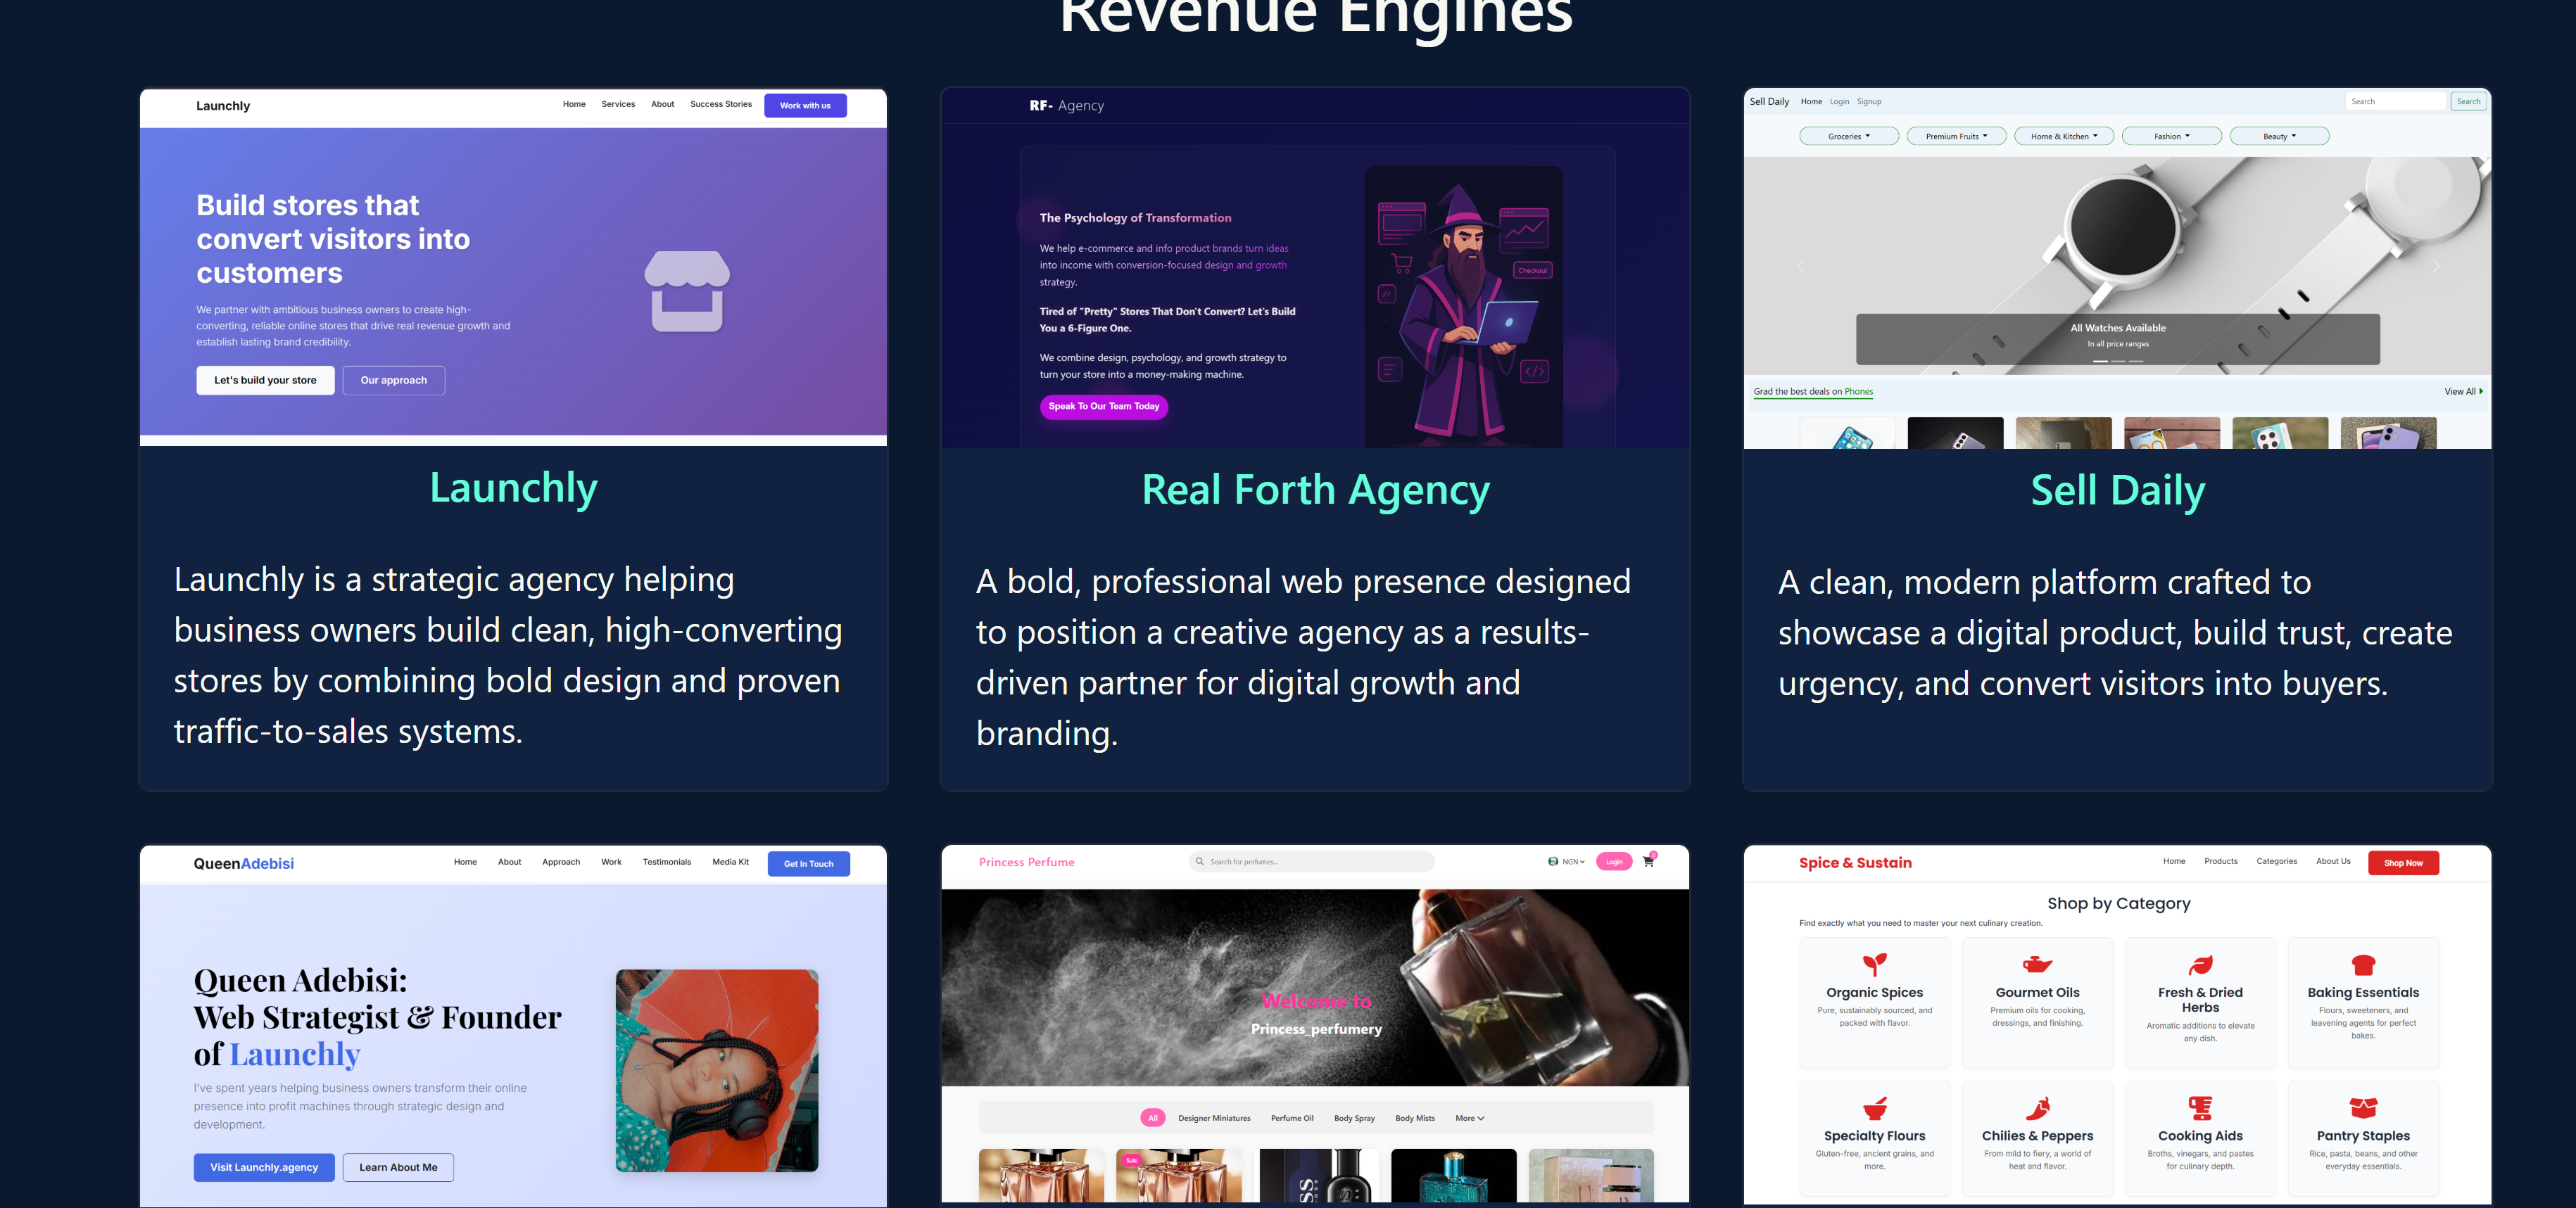 Revenue Engines
Launchly
Home Services About Success Stories Work with us
Build stores that
convert visitors into
customers
We partner with ambitious business owners to create high-
converting, reliable online stores that drive real revenue growth and
establish lasting brand credibility.
Let's build your store Our approach
Launchly
Launchly is a strategic agency helping
business owners build clean, high-converting
stores by combining bold design and proven
traffic-to-sales systems.
RF- Agency
The Psychology of Transformation
We help e-commerce and info product brands turn ideas
into income with conversion-focused design and growth
strategy.
Tired of "Pretty" Stores That Don't Convert? Let's Build
You a 6-Figure One.
We combine design, psychology, and growth strategy to
turn your store into a money-making machine.
Speak To Our Team Today
Checkout
</>
Real Forth Agency
A bold, professional web presence designed
to position a creative agency as a results-
driven partner for digital growth and
branding.
Sell Daily Home Login Signup Search Search
Groceries Premium Fruits Home & Kitchen Fashion Beauty
All Watches Available
In all price ranges
Grad the best deals on Phones View All
Sell Daily
A clean, modern platform crafted to
showcase a digital product, build trust, create
urgency, and convert visitors into buyers.
QueenAdebisi
Home About Approach Work Testimonials Media Kit Get In Touch
Queen Adebisi:
Web Strategist & Founder
of Launchly
I've spent years helping business owners transform their online
presence into profit machines through strategic design and
development.
Visit Launchly.agency Learn About Me
Princess Perfume Search for perfumes... NGN Login
Welcome to
Princess_perfumery
All Designer Miniatures Perfume Oil Body Spray Body Mists More
Sale
Spice & Sustain
Home Products Categories About Us Shop Now
Shop by Category
Find exactly what you need to master your next culinary creation.
Organic Spices
Pure, sustainably sourced, and
packed with flavor.
Gourmet Oils
Premium oils for cooking,
dressings, and finishing.
Fresh & Dried
Herbs
Aromatic additions to elevate
any dish.
Baking Essentials
Flours, sweeteners, and
leavening agents for perfect
bakes.
Specialty Flours
Gluten-free, ancient grains, and
more.
Chilies & Peppers
From mild to fiery, a world of
heat and flavor.
Cooking Aids
Broths, vinegars, and pastes
for culinary depth.
Pantry Staples
Rice, pasta, beans, and other
everyday essentials.